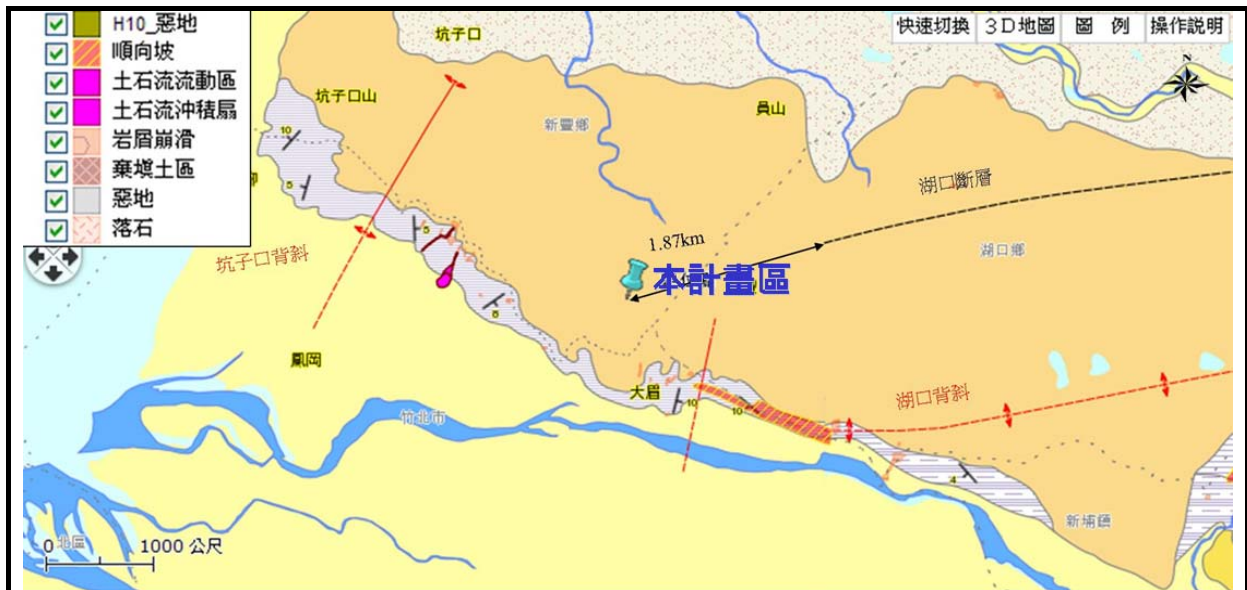 H10_惡地
順向坡
土石流流動區
土石流沖積扇
岩屑崩滑
棄填土區
惡地
落石
快速切換
3D地圖
圖 例
操作說明
N
坑子口
坑子口山
員山
新豐鄉
10
5
5
湖口斷層
湖口鄉
1.87km
本計畫區
坑子口背斜
8
鳳岡
大眉
10
10
湖口背斜
竹北市
4
新埔鎮
北區
0 1000 公尺